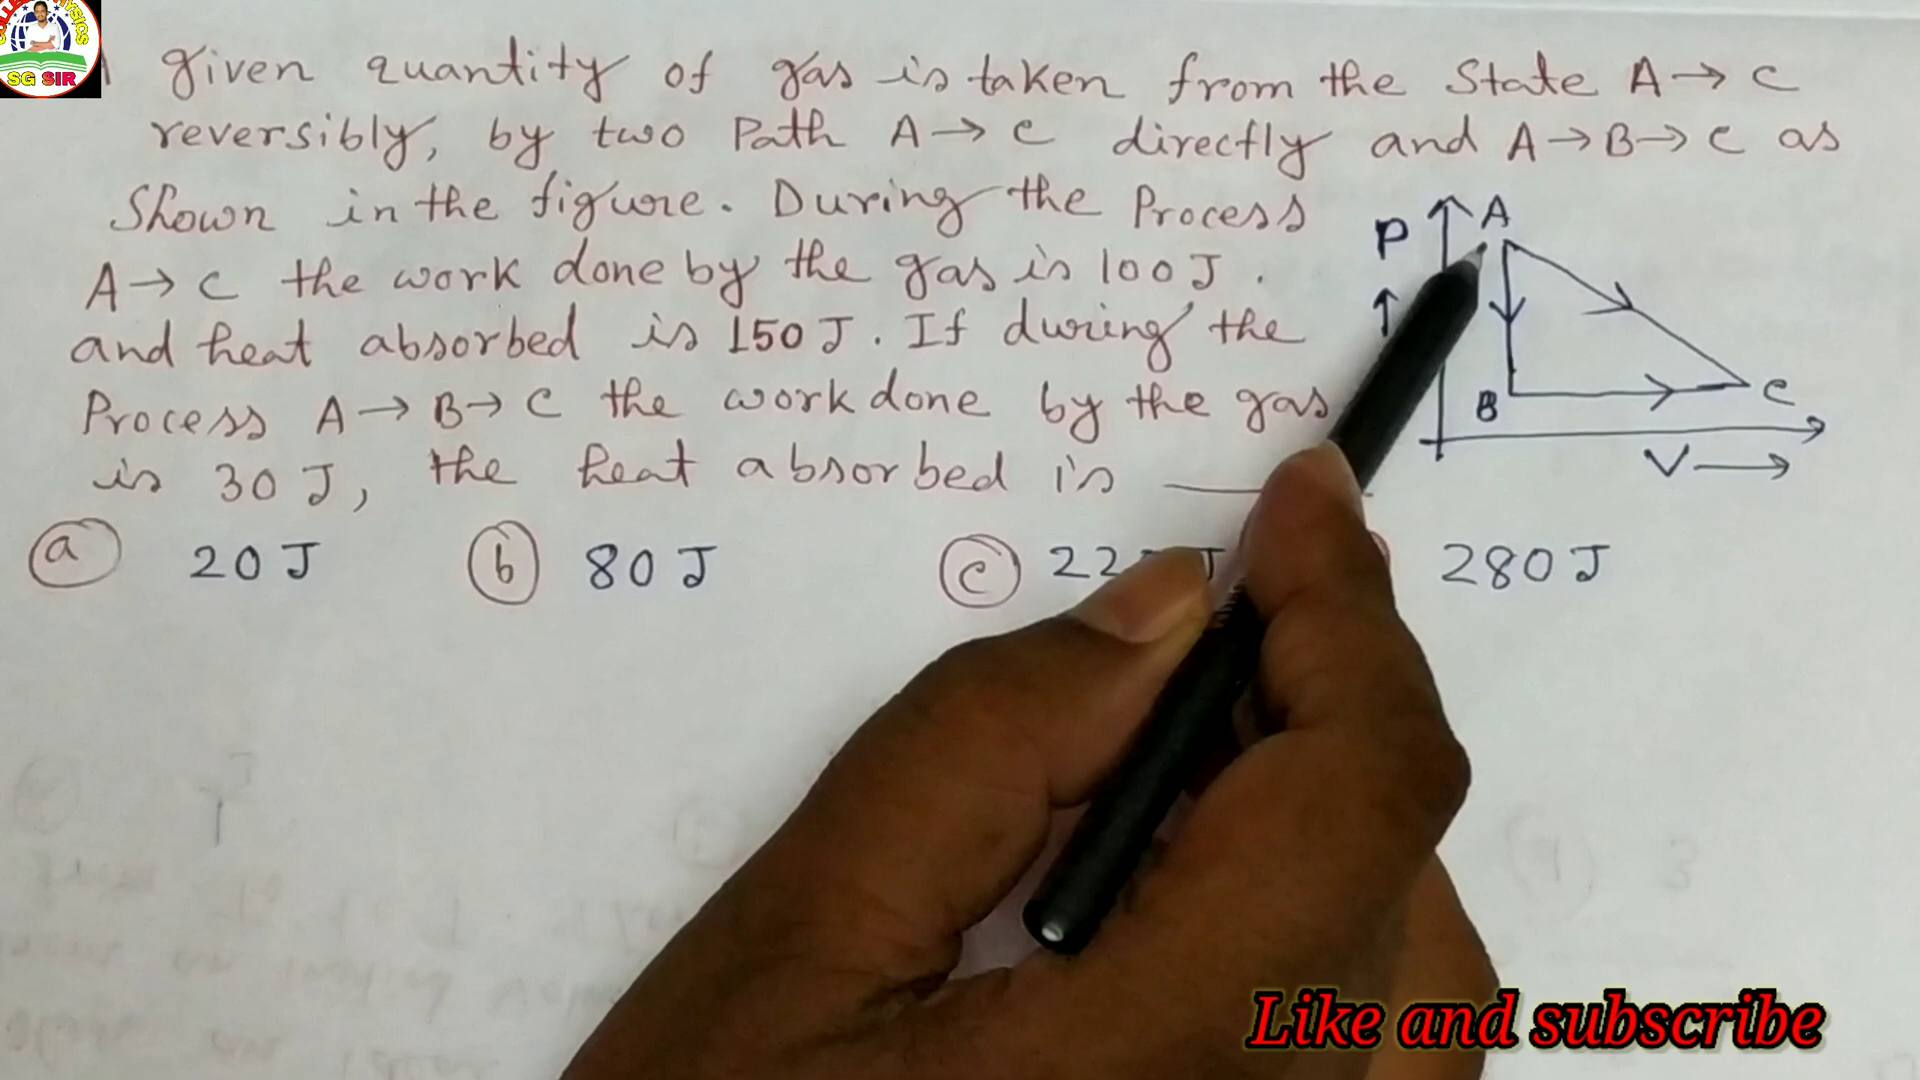 SG SIR
given quantity of gas is taken from the State A → C
reversibly, by two Path A → C directly and A → B → C as
Shown in the figure. During the Process
A → C the work done by the gas is 100 J.
and heat absorbed is 150 J. If during the
Process A → B → C the work done by the gas
is 30 J, the heat absorbed is ____
P
↑
A
B
C
V →
ⓐ 20 J ⓑ 80 J ⓒ 22 J 280 J
Like and subscribe